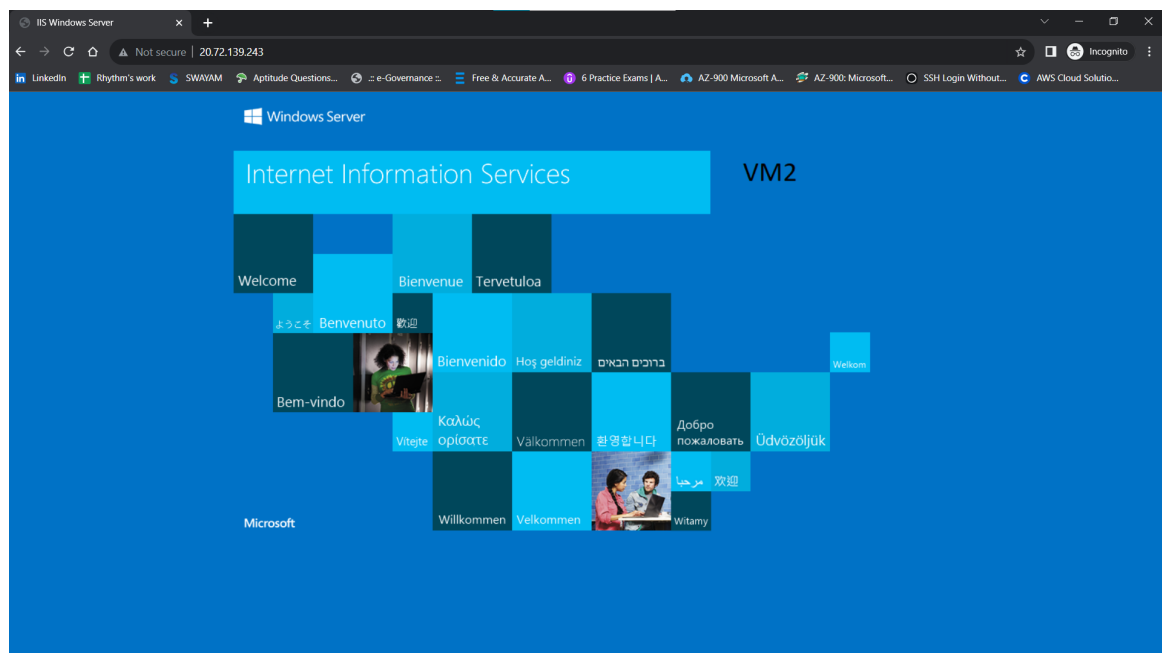 IIS Windows Server
Not secure | 20.72.139.243
Incognito
LinkedIn Rhythm's work SWAYAM Aptitude Questions... .:: e-Governance ::. Free & Accurate A... 6 Practice Exams | A... AZ-900 Microsoft A... AZ-900: Microsoft... SSH Login Without... AWS Cloud Solutio...
Windows Server
Internet Information Services
VM2
Welcome
Bienvenue
Tervetuloa
ようこそ
Benvenuto
歡迎
Bienvenido
Hoş geldiniz
ברוכים הבאים
Welkom
Bem-vindo
Vítejte
Καλώς
ορίσατε
Välkommen
환영합니다
Добро
пожаловать
Üdvözöljük
مرحبا
欢迎
Microsoft
Willkommen
Velkommen
Witamy